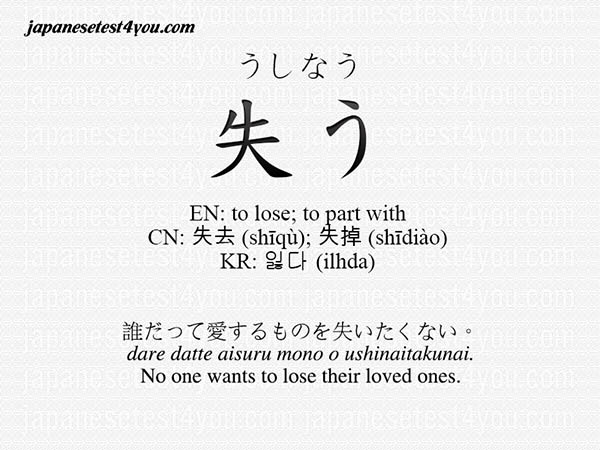 japanesetest4you.com
うしなう
失う
EN: to lose; to part with
CN: 失去 (shīqù); 失掉 (shīdiào)
KR: 잃다 (ilhda)
誰だって愛するものを失いたくない。
dare datte aisuru mono o ushinaitakunai.
No one wants to lose their loved ones.